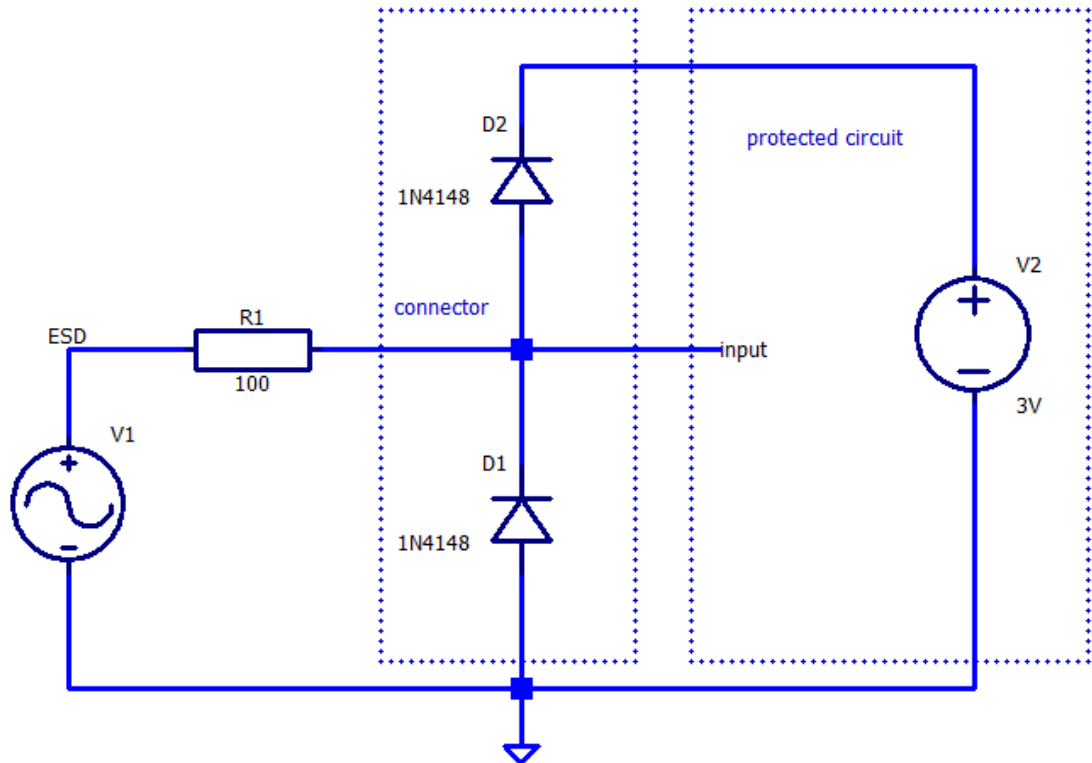 D2
protected circuit
1N4148
V2
connector
ESD
R1
input
100
3V
V1
D1
1N4148